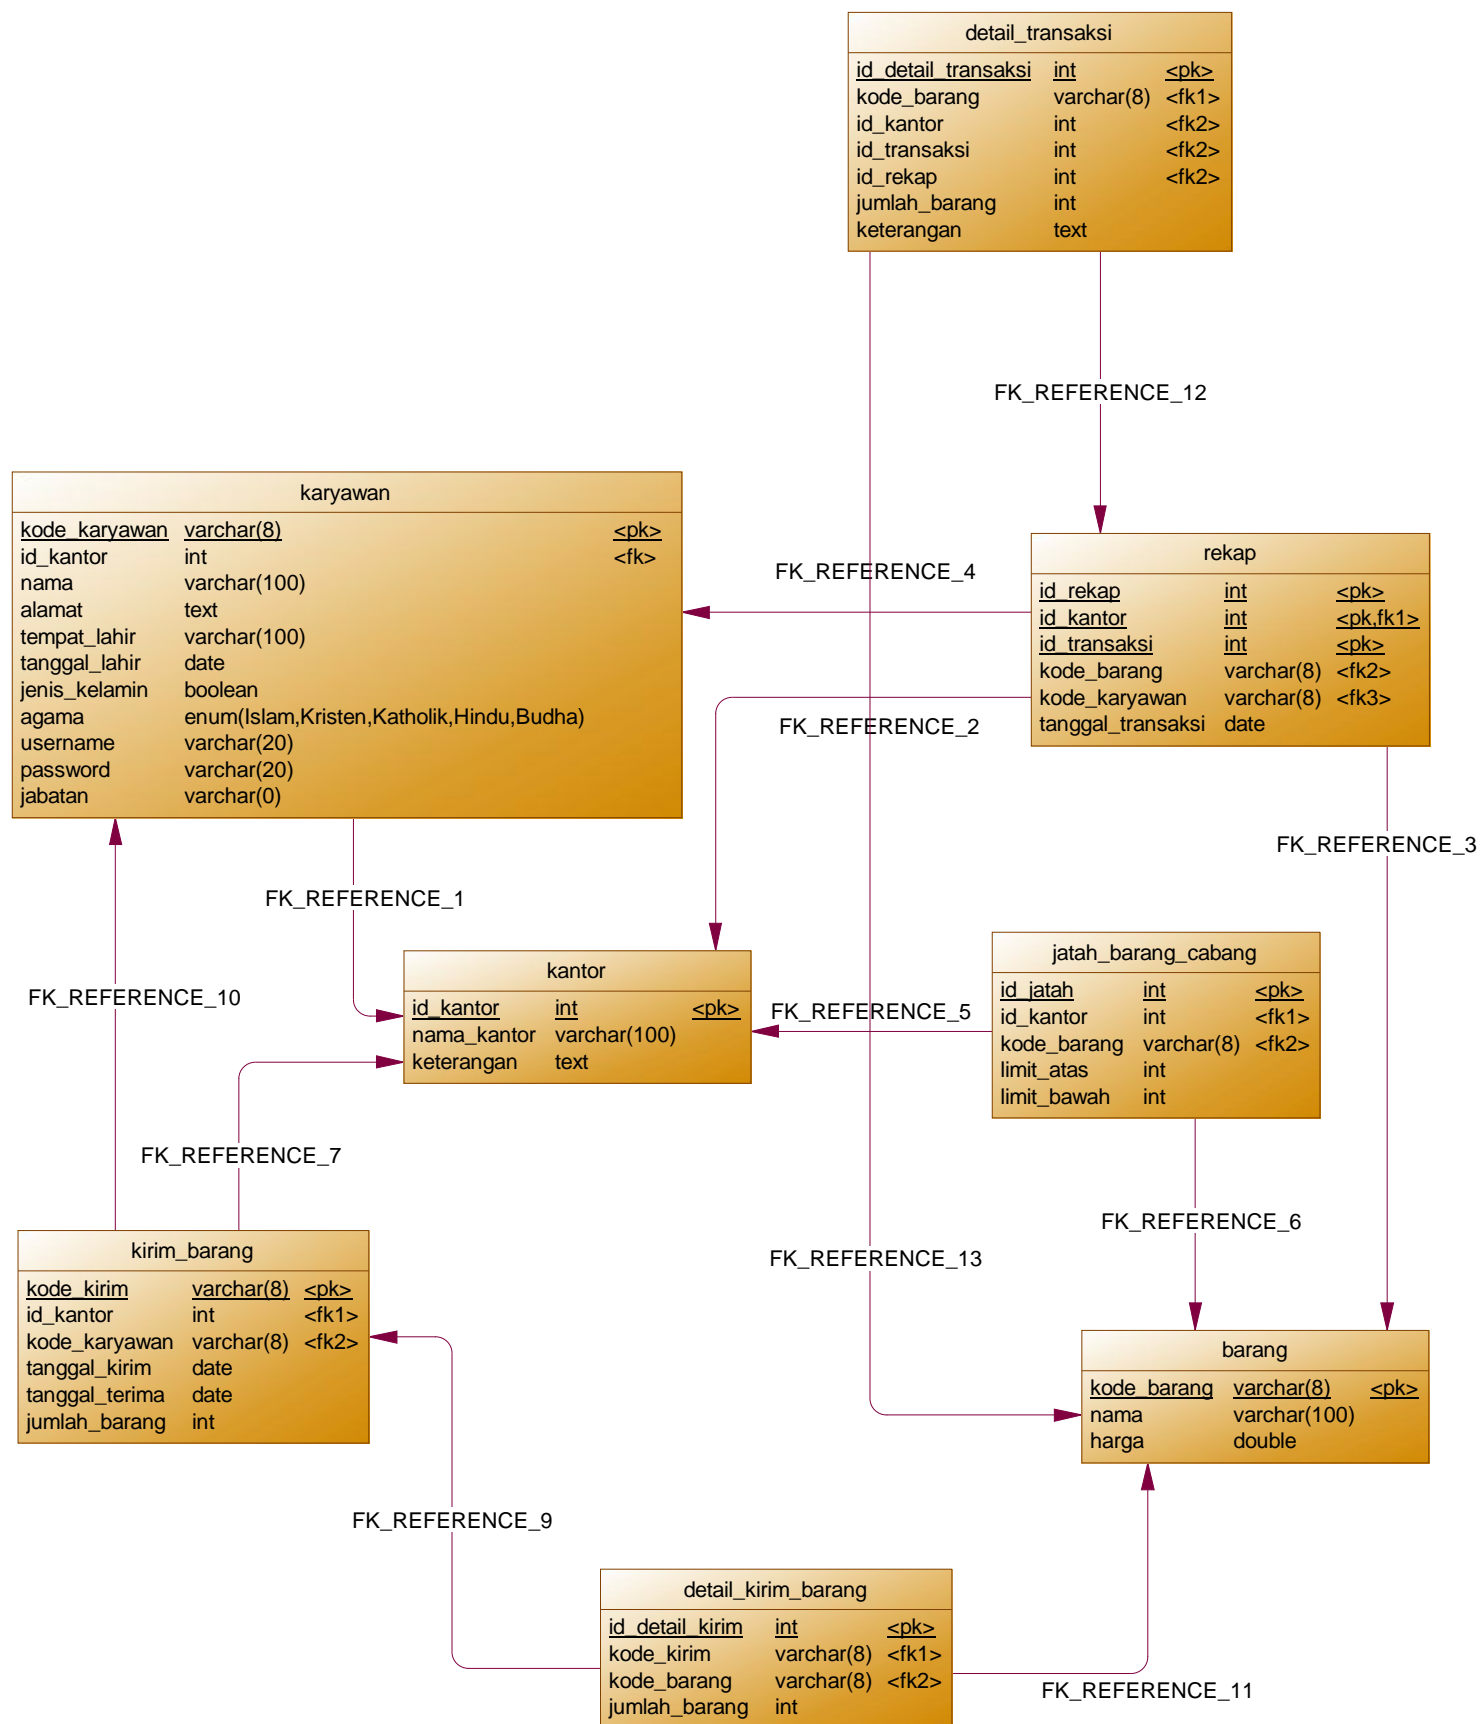 detail_transaksi
id_detail_transaksi int <pk>
kode_barang varchar(8) <fk1>
id_kantor int <fk2>
id_transaksi int <fk2>
id_rekap int <fk2>
jumlah_barang int
keterangan text
FK_REFERENCE_12
karyawan
kode_karyawan varchar(8) <pk>
id_kantor int <fk>
nama varchar(100)
alamat text
tempat_lahir varchar(100)
tanggal_lahir date
jenis_kelamin boolean
agama enum(Islam,Kristen,Katholik,Hindu,Budha)
username varchar(20)
password varchar(20)
jabatan varchar(0)
FK_REFERENCE_4
rekap
id_rekap int <pk>
id_kantor int <pk,fk1>
id_transaksi int <pk>
kode_barang varchar(8) <fk2>
kode_karyawan varchar(8) <fk3>
tanggal_transaksi date
FK_REFERENCE_2
FK_REFERENCE_3
FK_REFERENCE_1
FK_REFERENCE_10
kantor
id_kantor int <pk>
nama_kantor varchar(100)
keterangan text
FK_REFERENCE_5
jatah_barang_cabang
id_jatah int <pk>
id_kantor int <fk1>
kode_barang varchar(8) <fk2>
limit_atas int
limit_bawah int
FK_REFERENCE_7
FK_REFERENCE_6
FK_REFERENCE_13
kirim_barang
kode_kirim varchar(8) <pk>
id_kantor int <fk1>
kode_karyawan varchar(8) <fk2>
tanggal_kirim date
tanggal_terima date
jumlah_barang int
barang
kode_barang varchar(8) <pk>
nama varchar(100)
harga double
FK_REFERENCE_9
detail_kirim_barang
id_detail_kirim int <pk>
kode_kirim varchar(8) <fk1>
kode_barang varchar(8) <fk2>
jumlah_barang int
FK_REFERENCE_11